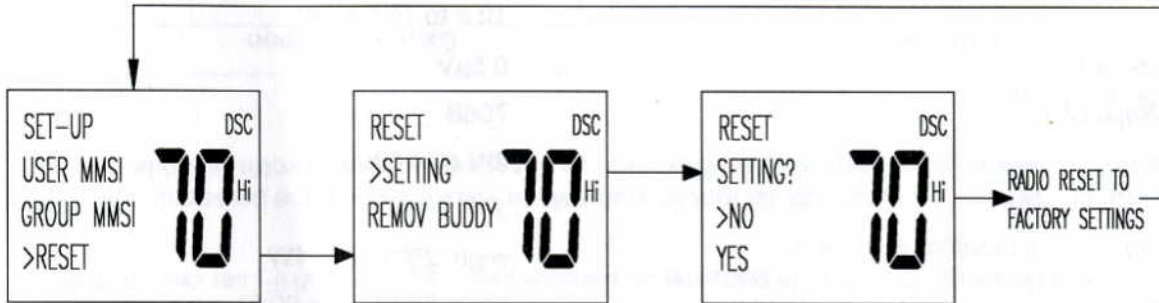 SET-UP
DSC
USER MMSI
GROUP MMSI
>RESET
70
Hi
RESET
DSC
>SETTING
REMOV BUDDY
70
Hi
RESET
DSC
SETTING?
>NO
YES
70
Hi
RADIO RESET TO
FACTORY SETTINGS